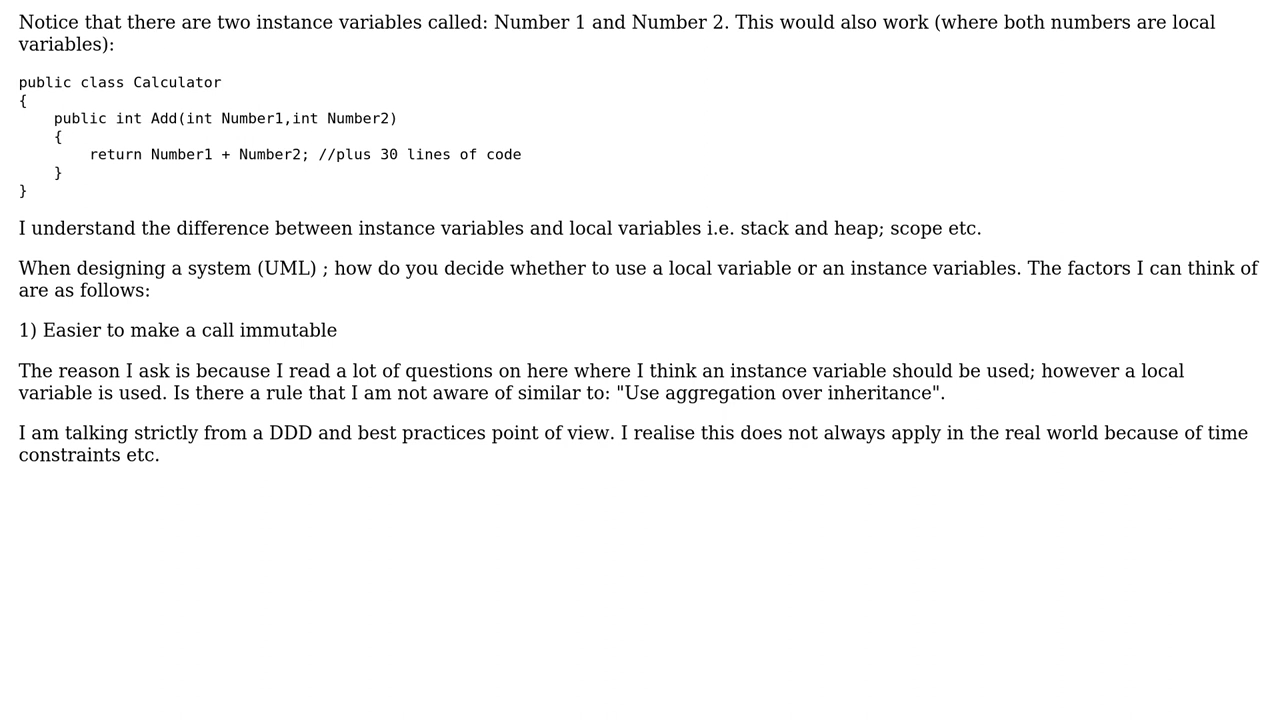 Notice that there are two instance variables called: Number 1 and Number 2. This would also work (where both numbers are local
variables):
public class Calculator
{
    public int Add(int Number1,int Number2)
    {
        return Number1 + Number2; //plus 30 lines of code
    }
}
I understand the difference between instance variables and local variables i.e. stack and heap; scope etc.
When designing a system (UML) ; how do you decide whether to use a local variable or an instance variables. The factors I can think of
are as follows:
1) Easier to make a call immutable
The reason I ask is because I read a lot of questions on here where I think an instance variable should be used; however a local
variable is used. Is there a rule that I am not aware of similar to: "Use aggregation over inheritance".
I am talking strictly from a DDD and best practices point of view. I realise this does not always apply in the real world because of time
constraints etc.